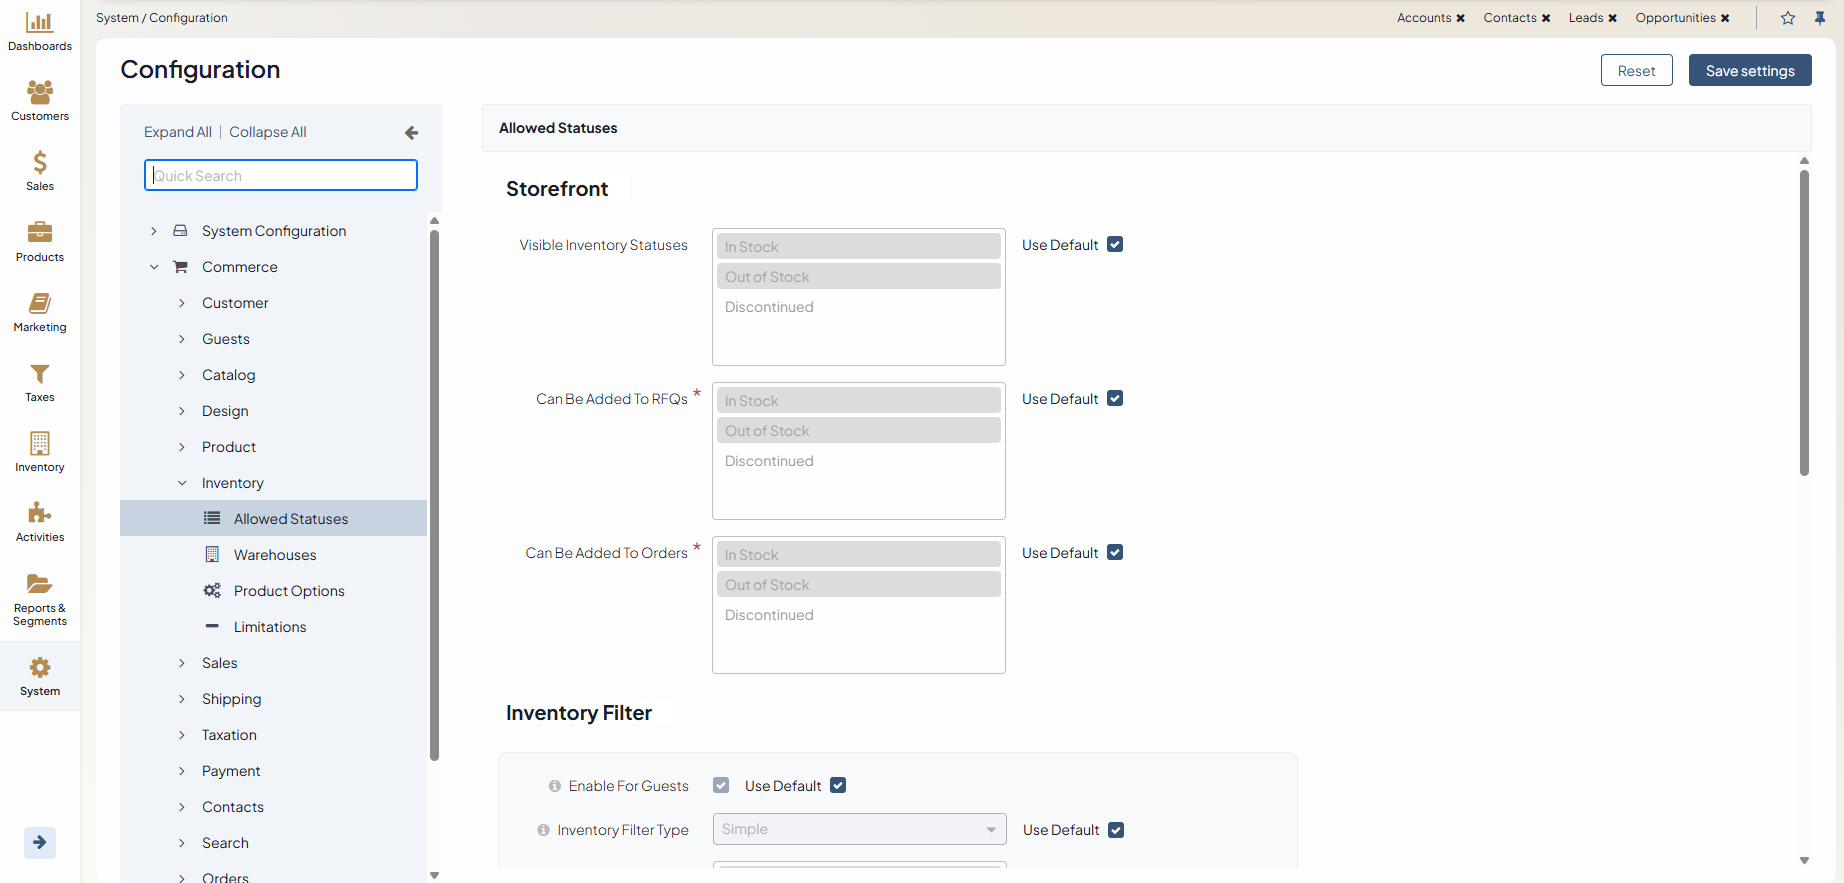 System / Configuration
Accounts ✖ Contacts ✖ Leads ✖ Opportunities ✖
Dashboards
Customers
Sales
Products
Marketing
Taxes
Inventory
Activities
Reports &
Segments
System
Configuration
Reset
Save settings
Expand All | Collapse All
Quick Search
System Configuration
Commerce
Customer
Guests
Catalog
Design
Product
Inventory
Allowed Statuses
Warehouses
Product Options
Limitations
Sales
Shipping
Taxation
Payment
Contacts
Search
Orders
Allowed Statuses
Storefront
Visible Inventory Statuses
In Stock
Out of Stock
Discontinued
Use Default
Can Be Added To RFQs *
In Stock
Out of Stock
Discontinued
Use Default
Can Be Added To Orders *
In Stock
Out of Stock
Discontinued
Use Default
Inventory Filter
Enable For Guests
Use Default
Inventory Filter Type
Simple
Use Default